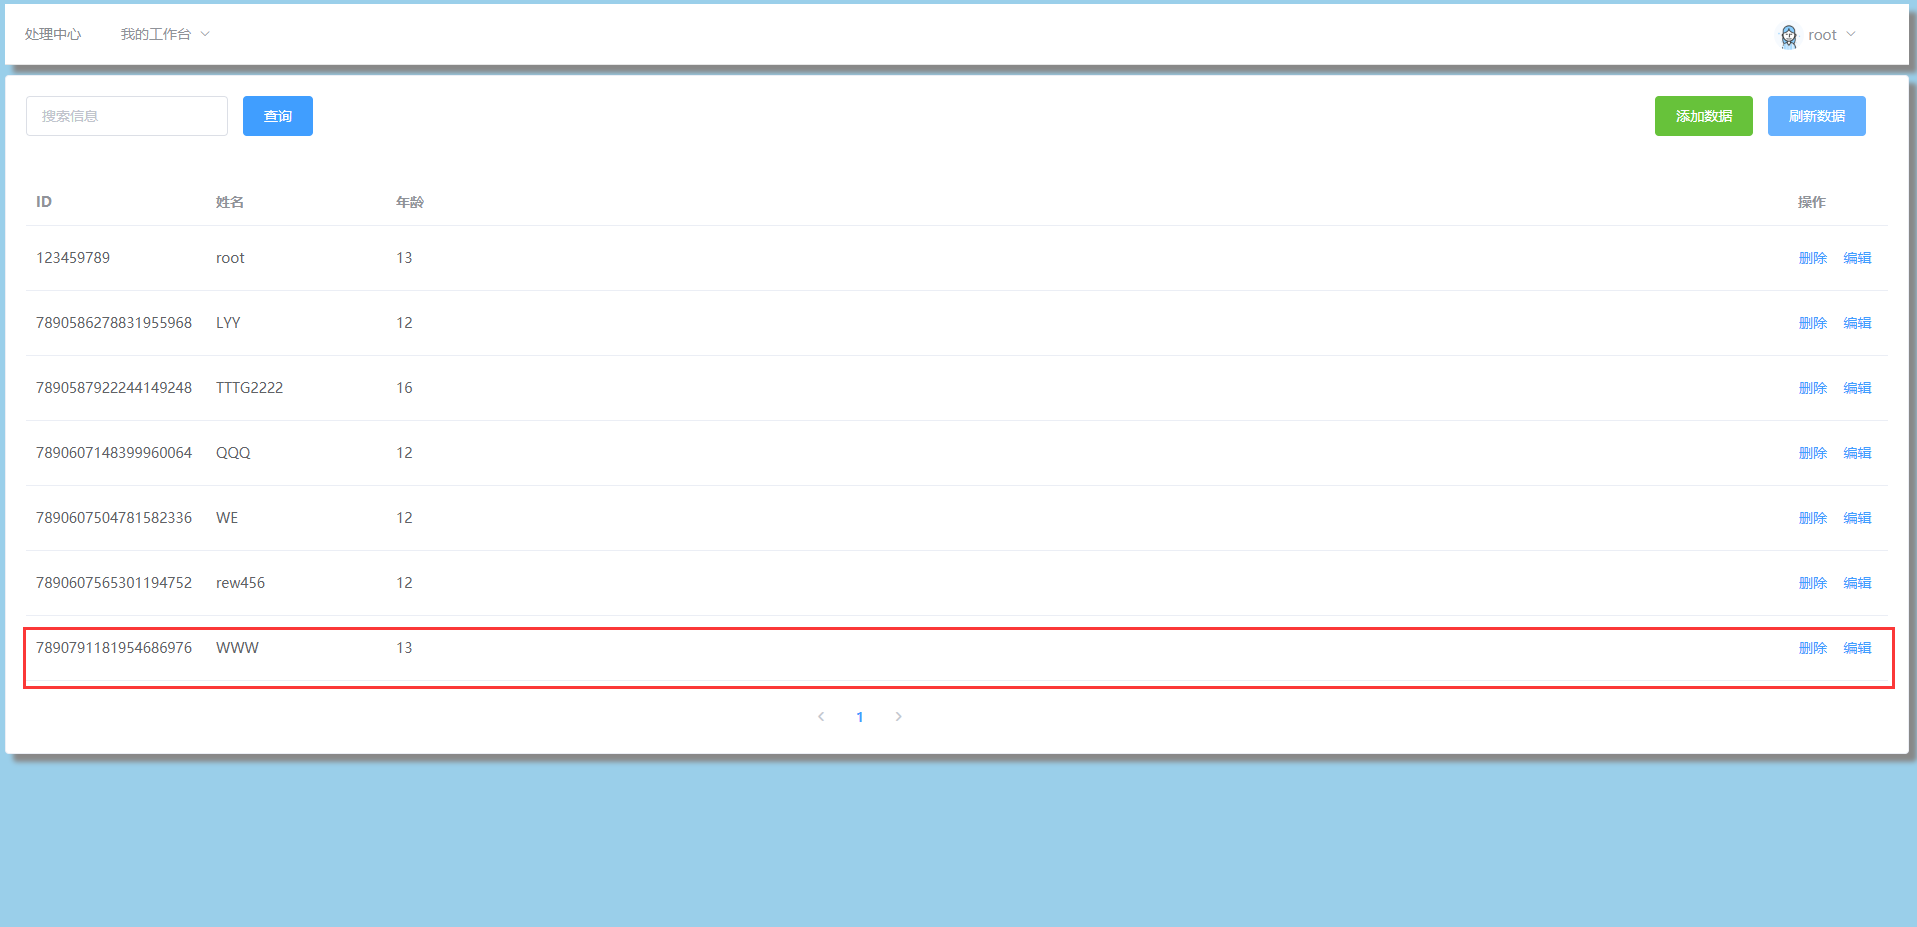 处理中心 我的工作台 root
搜索信息 查询 添加数据 刷新数据
ID 姓名 年龄 操作
123459789 root 13 删除 编辑
7890586278831955968 LYY 12 删除 编辑
7890587922244149248 TTTG2222 16 删除 编辑
7890607148399960064 QQQ 12 删除 编辑
7890607504781582336 WE 12 删除 编辑
7890607565301194752 rew456 12 删除 编辑
7890791181954686976 WWW 13 删除 编辑
1